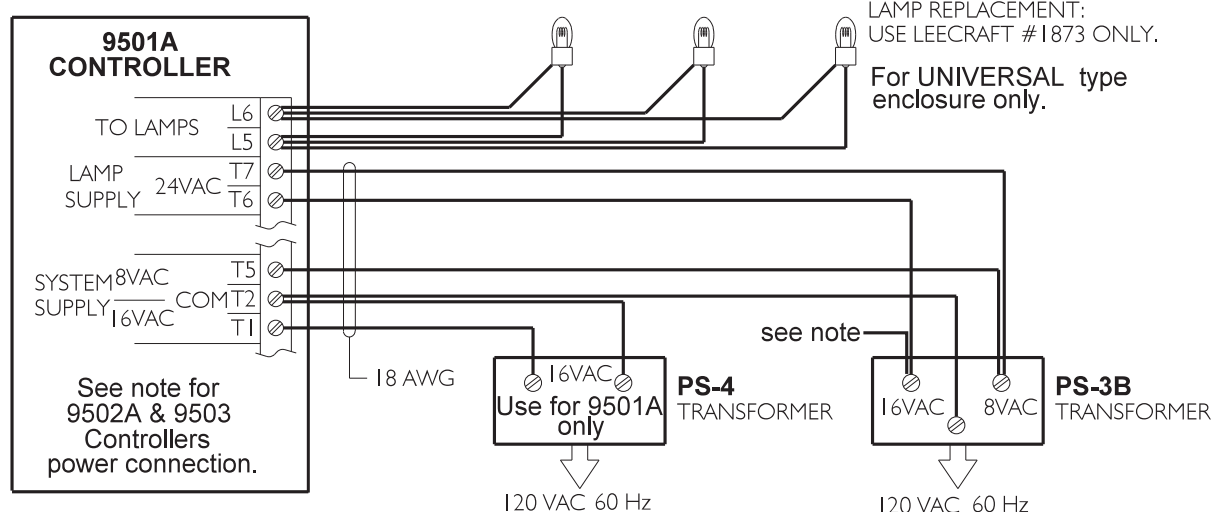 LAMP REPLACEMENT:
USE LEECRAFT #1873 ONLY.
For UNIVERSAL type
enclosure only.
9501A
CONTROLLER
TO LAMPS
L6
L5
LAMP
SUPPLY
24VAC
T7
T6
SYSTEM
SUPPLY
8VAC
16VAC
COM
T5
T2
T1
See note for
9502A & 9503
Controllers
power connection.
18 AWG
16VAC
Use for 9501A
only
PS-4
TRANSFORMER
120 VAC 60 Hz
see note
16VAC
8VAC
PS-3B
TRANSFORMER
120 VAC 60 Hz